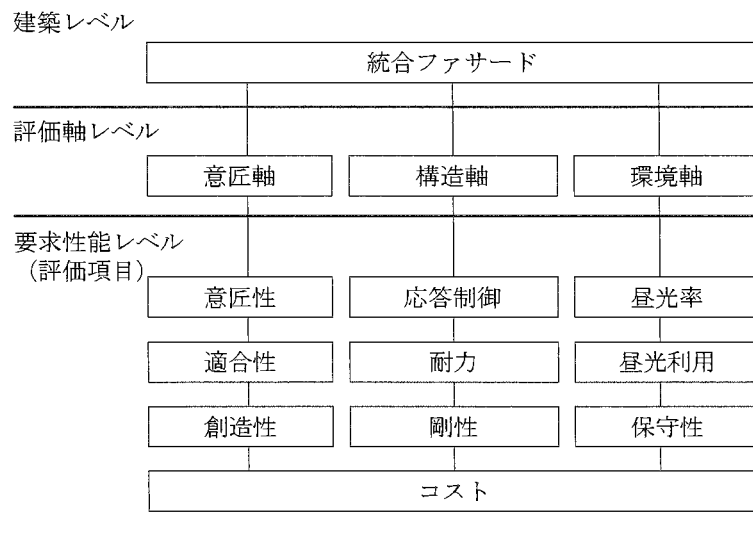 建築レベル
統合ファサード
評価軸レベル
意匠軸 構造軸 環境軸
要求性能レベル
（評価項目）
意匠性 応答制御 昼光率
適合性 耐力 昼光利用
創造性 剛性 保守性
コスト